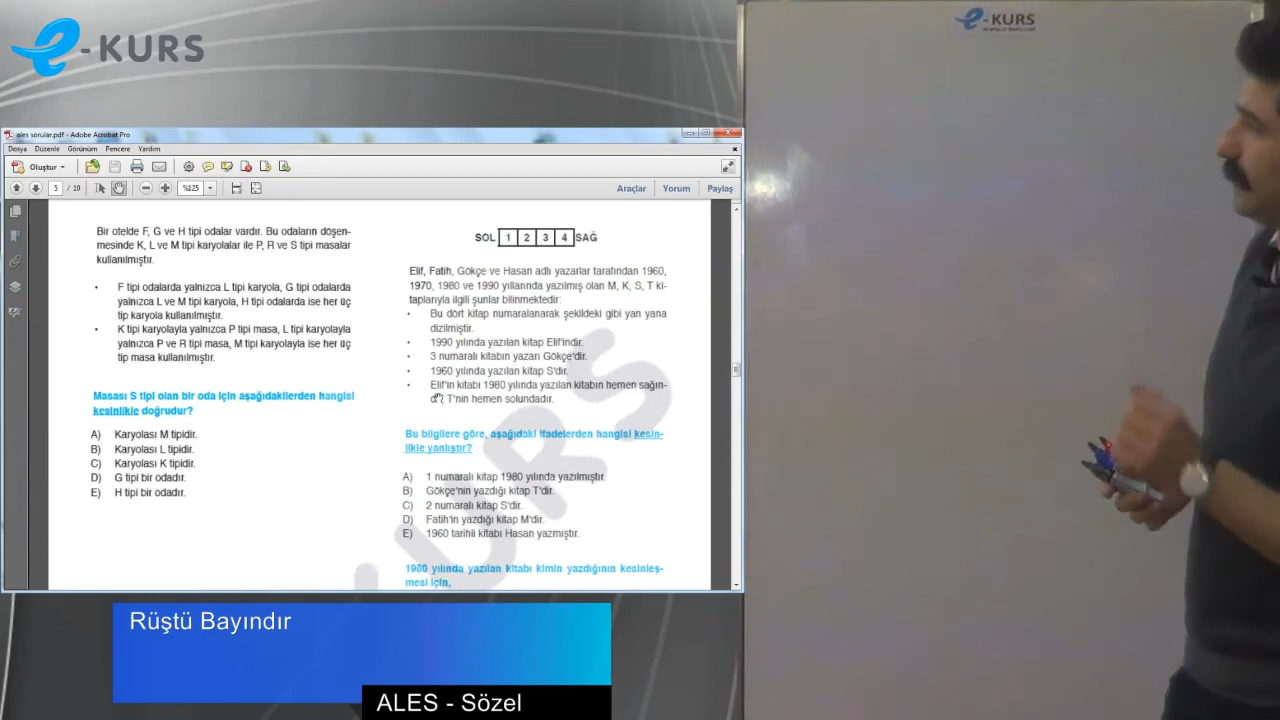 e-KURS
e-KURS
ales sorular.pdf - Adobe Acrobat Pro
Dosya Düzenle Görünüm Pencere Yardım
Oluştur
5 / 10 %125
Araçlar Yorum Paylaş
Bir otelde F, G ve H tipi odalar vardır. Bu odaların döşen-
mesinde K, L ve M tipi karyolalar ile P, R ve S tipi masalar
kullanılmıştır.
• F tipi odalarda yalnızca L tipi karyola, G tipi odalarda
yalnızca L ve M tipi karyola, H tipi odalarda ise her üç
tip karyola kullanılmıştır.
• K tipi karyolayla yalnızca P tipi masa, L tipi karyolayla
yalnızca P ve R tipi masa, M tipi karyolayla ise her üç
tip masa kullanılmıştır.
Masası S tipi olan bir oda için aşağıdakilerden hangisi
kesinlikle doğrudur?
A) Karyolası M tipidir.
B) Karyolası L tipidir.
C) Karyolası K tipidir.
D) G tipi bir odadır.
E) H tipi bir odadır.
SOL 1 2 3 4 SAĞ
Elif, Fatih, Gökçe ve Hasan adlı yazarlar tarafından 1960,
1970, 1980 ve 1990 yıllarında yazılmış olan M, K, S, T ki-
taplarıyla ilgili şunlar bilinmektedir:
• Bu dört kitap numaralanarak şekildeki gibi yan yana
dizilmiştir.
• 1990 yılında yazılan kitap Elif'indir.
• 3 numaralı kitabın yazarı Gökçe'dir.
• 1960 yılında yazılan kitap S'dir.
• Elif'in kitabı 1980 yılında yazılan kitabın hemen sağın-
T'nin hemen solundadır.
Bu bilgilere göre, aşağıdaki ifadelerden hangisi kesin-
likle yanlıştır?
A) 1 numaralı kitap 1980 yılında yazılmıştır.
B) Gökçe'nin yazdığı kitap T'dir.
C) 2 numaralı kitap S'dir.
D) Fatih'in yazdığı kitap M'dir.
E) 1960 tarihli kitabı Hasan yazmıştır.
1980 yılında yazılan kitabı kimin yazdığının kesinleş-
mesi için,
KURS
Rüştü Bayındır
ALES - Sözel